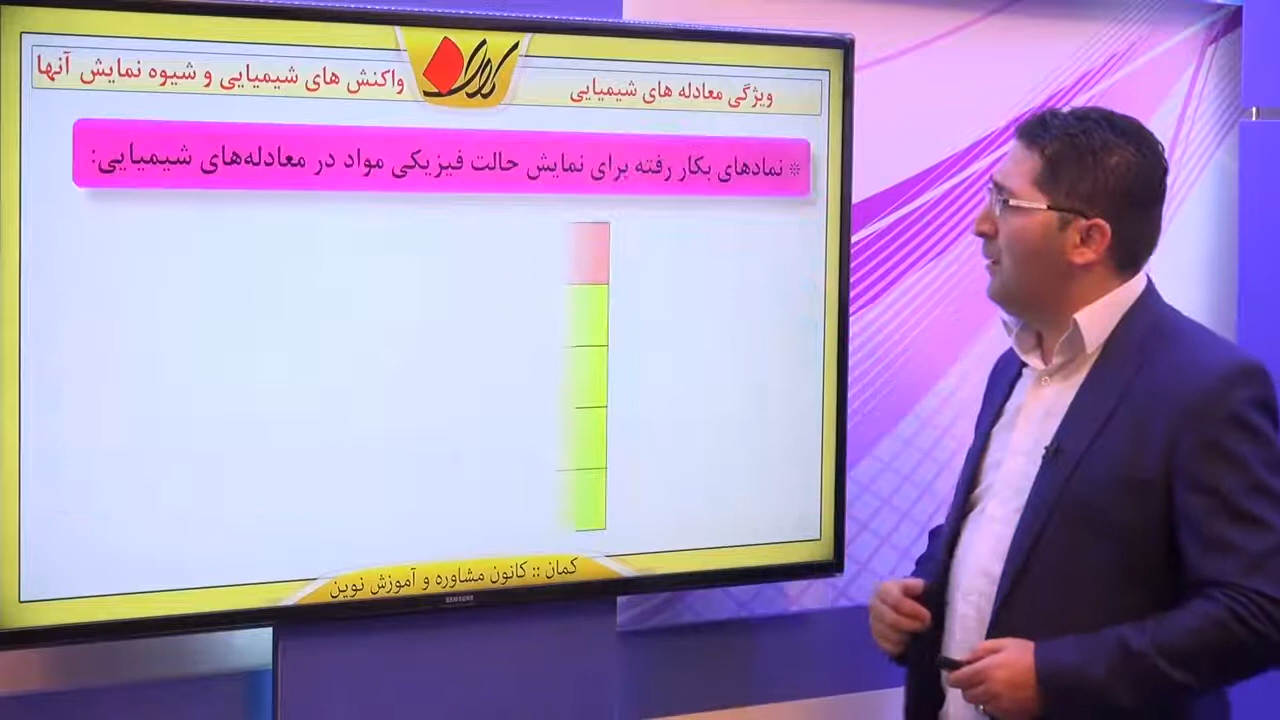 ویژگی معادله های شیمیایی
واکنش های شیمیایی و شیوه نمایش آنها
کمان
※ نمادهای بکار رفته برای نمایش حالت فیزیکی مواد در معادله‌های شیمیایی:
کمان :: کانون مشاوره و آموزش نوین
SAMSUNG